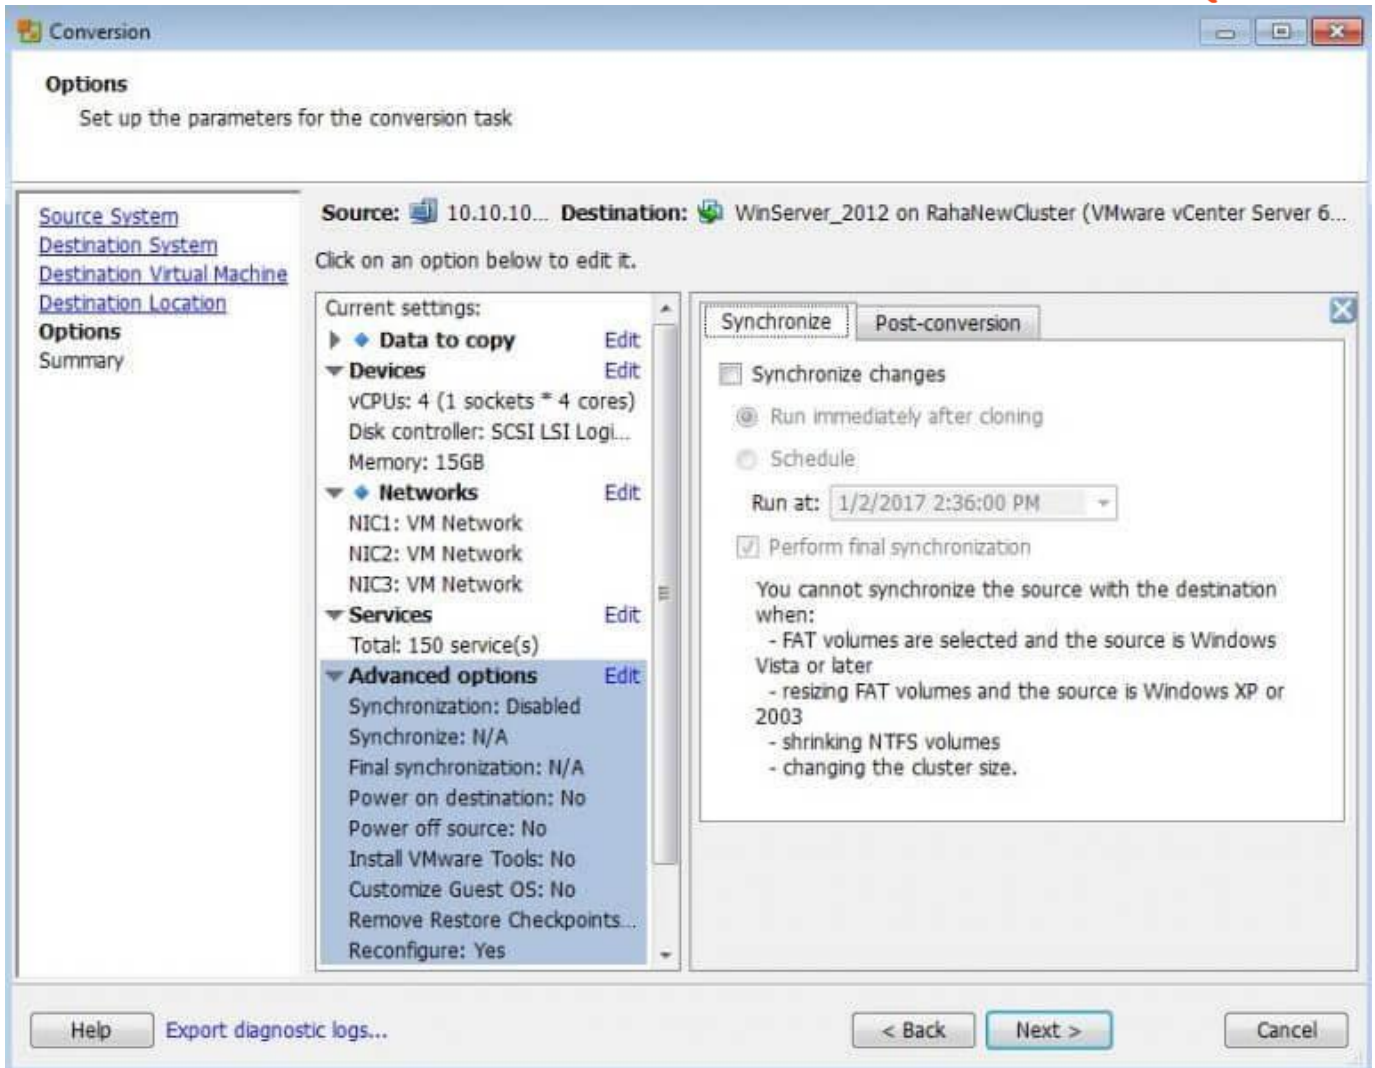 Conversion
Options
Set up the parameters for the conversion task
Source System
Destination System
Destination Virtual Machine
Destination Location
Options
Summary
Source: 10.10.10... Destination: WinServer_2012 on RahaNewCluster (VMware vCenter Server 6...
Click on an option below to edit it.
Current settings:
Data to copy Edit
Devices Edit
vCPUs: 4 (1 sockets * 4 cores)
Disk controller: SCSI LSI Logi...
Memory: 15GB
Networks Edit
NIC1: VM Network
NIC2: VM Network
NIC3: VM Network
Services Edit
Total: 150 service(s)
Advanced options Edit
Synchronization: Disabled
Synchronize: N/A
Final synchronization: N/A
Power on destination: No
Power off source: No
Install VMware Tools: No
Customize Guest OS: No
Remove Restore Checkpoints...
Reconfigure: Yes
Synchronize Post-conversion
Synchronize changes
Run immediately after cloning
Schedule
Run at: 1/2/2017 2:36:00 PM
Perform final synchronization
You cannot synchronize the source with the destination
when:
- FAT volumes are selected and the source is Windows
Vista or later
- resizing FAT volumes and the source is Windows XP or
2003
- shrinking NTFS volumes
- changing the cluster size.
Help Export diagnostic logs... < Back Next > Cancel